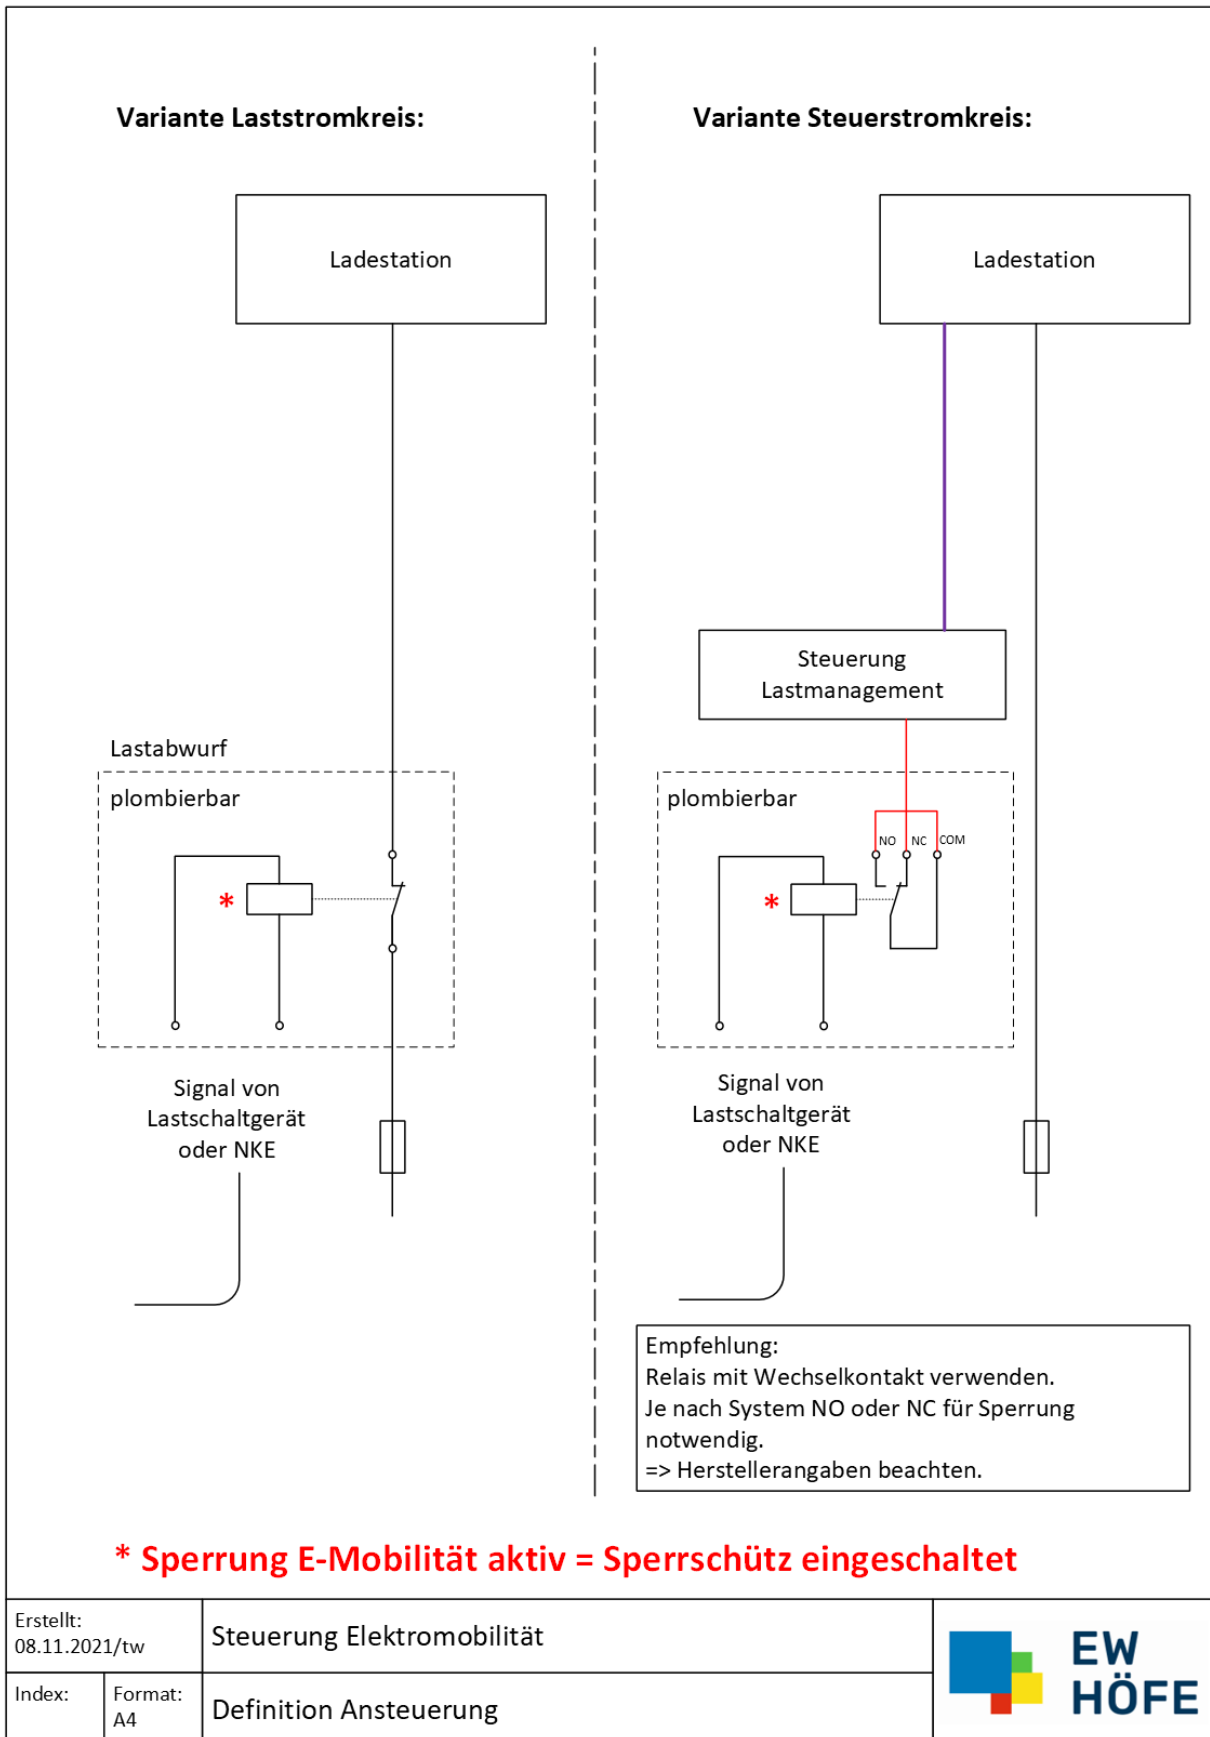 Variante Laststromkreis:
Ladestation
Lastabwurf
plombierbar
*
Signal von
Lastschaltgerät
oder NKE
Variante Steuerstromkreis:
Ladestation
Steuerung
Lastmanagement
plombierbar
NO NC COM
*
Signal von
Lastschaltgerät
oder NKE
Empfehlung:
Relais mit Wechselkontakt verwenden.
Je nach System NO oder NC für Sperrung
notwendig.
=> Herstellerangaben beachten.
* Sperrung E-Mobilität aktiv = Sperrschütz eingeschaltet
Erstellt:
08.11.2021/tw
Steuerung Elektromobilität
Index:
Format:
A4
Definition Ansteuerung
EW
HÖFE